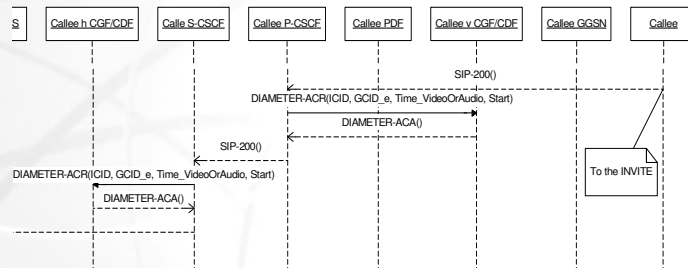 S
Callee h CGF/CDF
Calle S-CSCF
Callee P-CSCF
Callee PDF
Callee v CGF/CDF
Callee GGSN
Callee
SIP-200()
DIAMETER-ACR(ICID, GCID_e, Time_VideoOrAudio, Start)
DIAMETER-ACA()
SIP-200()
To the INVITE
DIAMETER-ACR(ICID, GCID_e, Time_VideoOrAudio, Start)
DIAMETER-ACA()